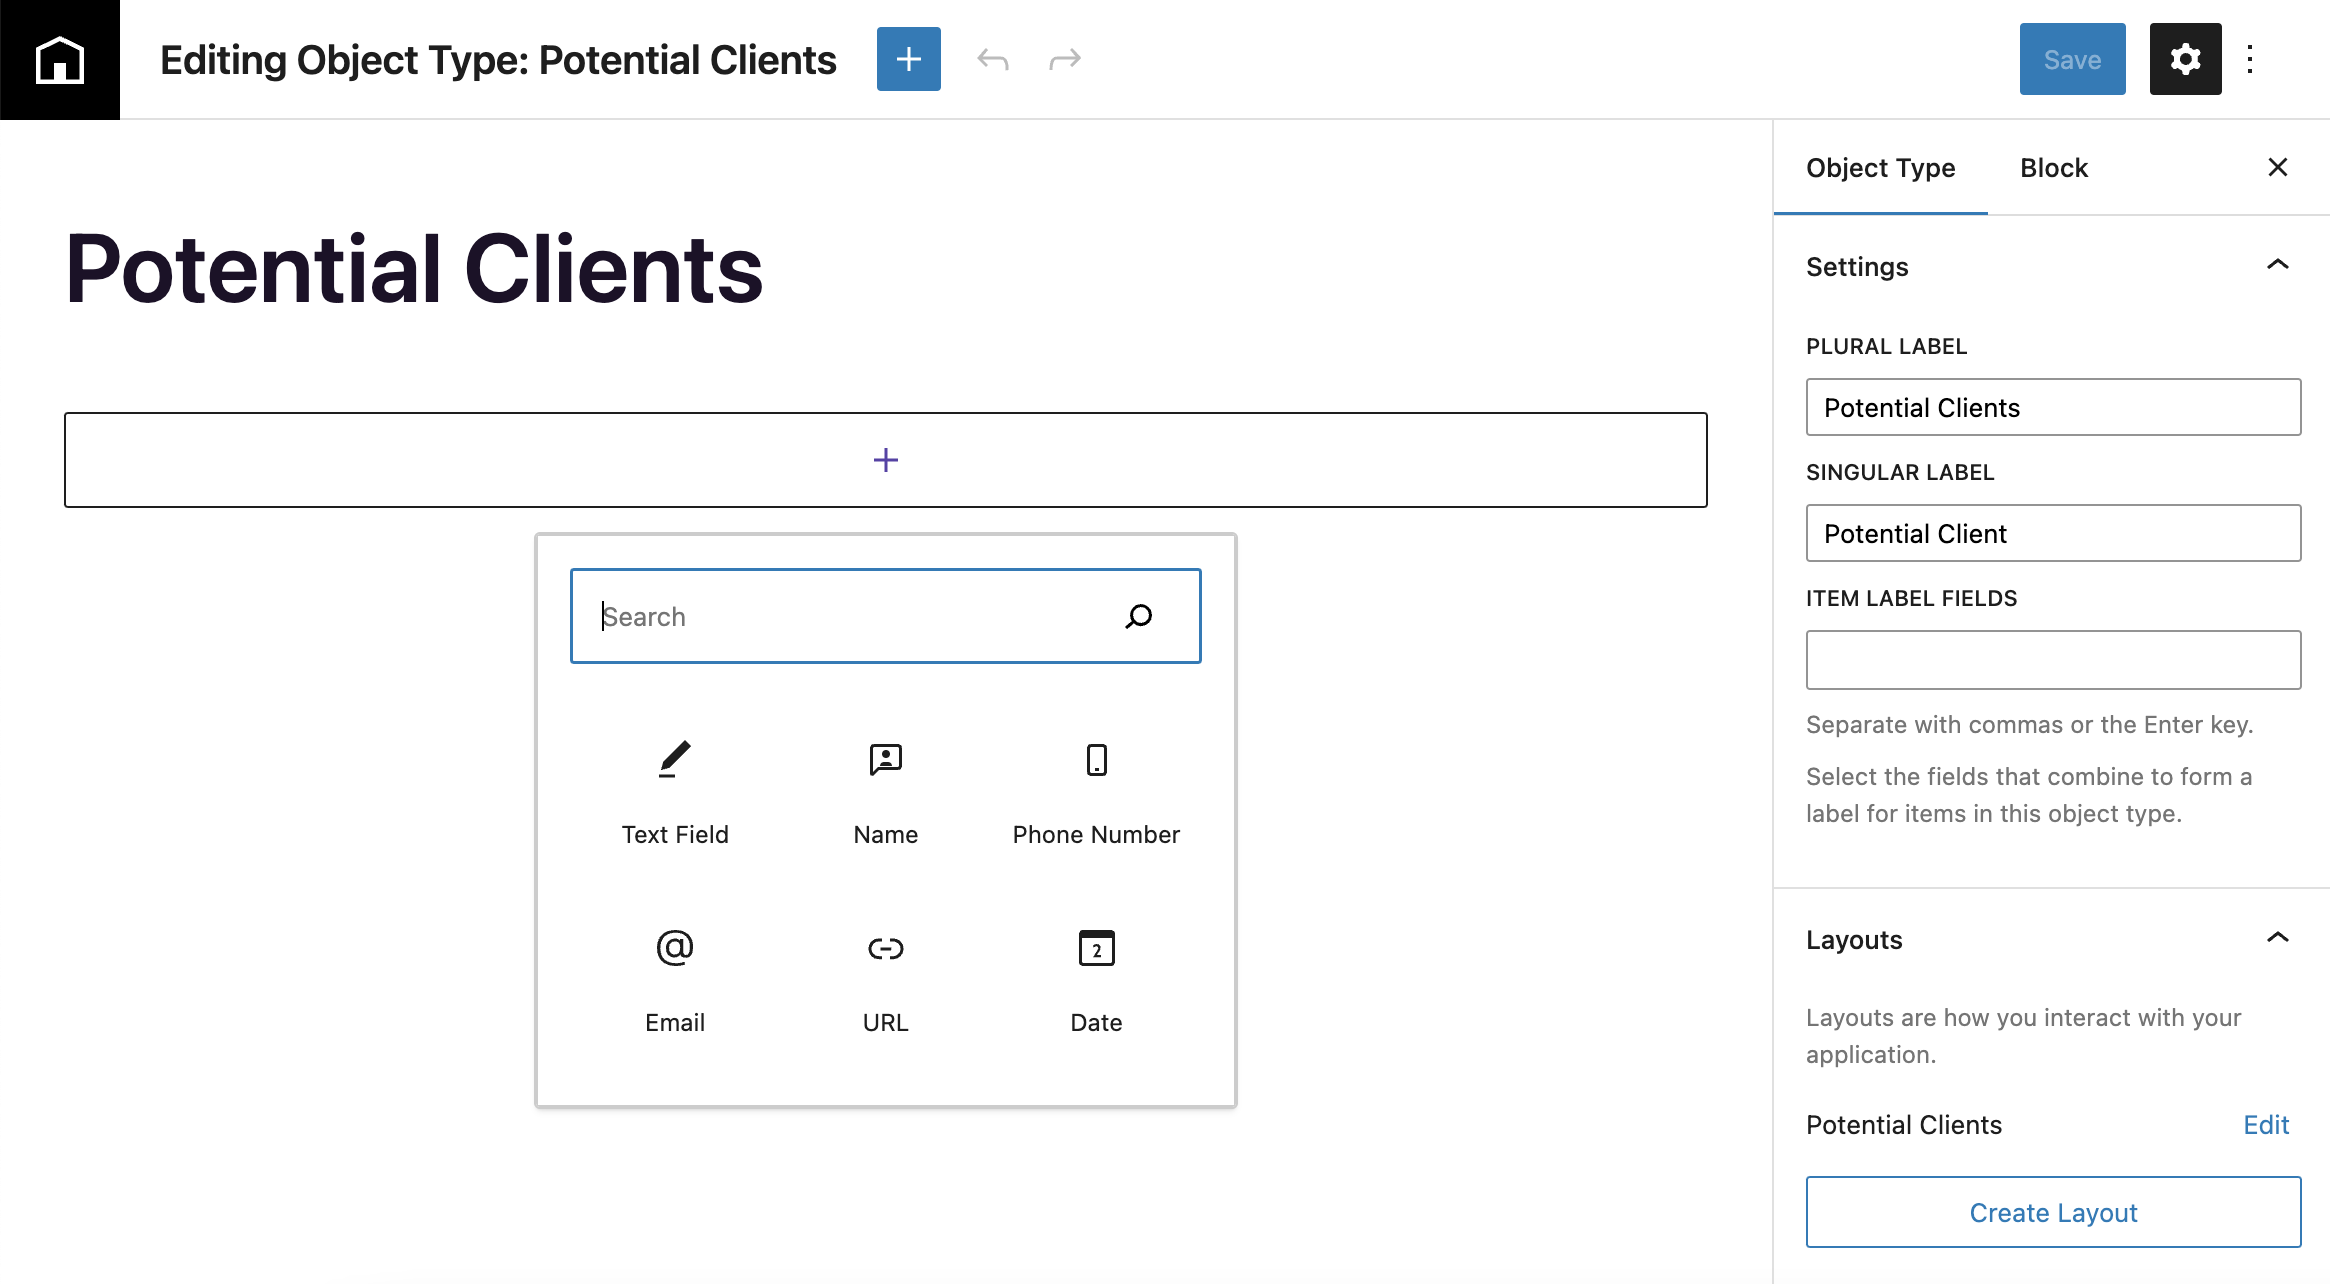 Editing Object Type: Potential Clients
Save
Potential Clients
Search
Text Field
Name
Phone Number
Email
URL
2
Date
Object Type
Block
Settings
PLURAL LABEL
Potential Clients
SINGULAR LABEL
Potential Client
ITEM LABEL FIELDS
Separate with commas or the Enter key.
Select the fields that combine to form a
label for items in this object type.
Layouts
Layouts are how you interact with your
application.
Potential Clients
Edit
Create Layout